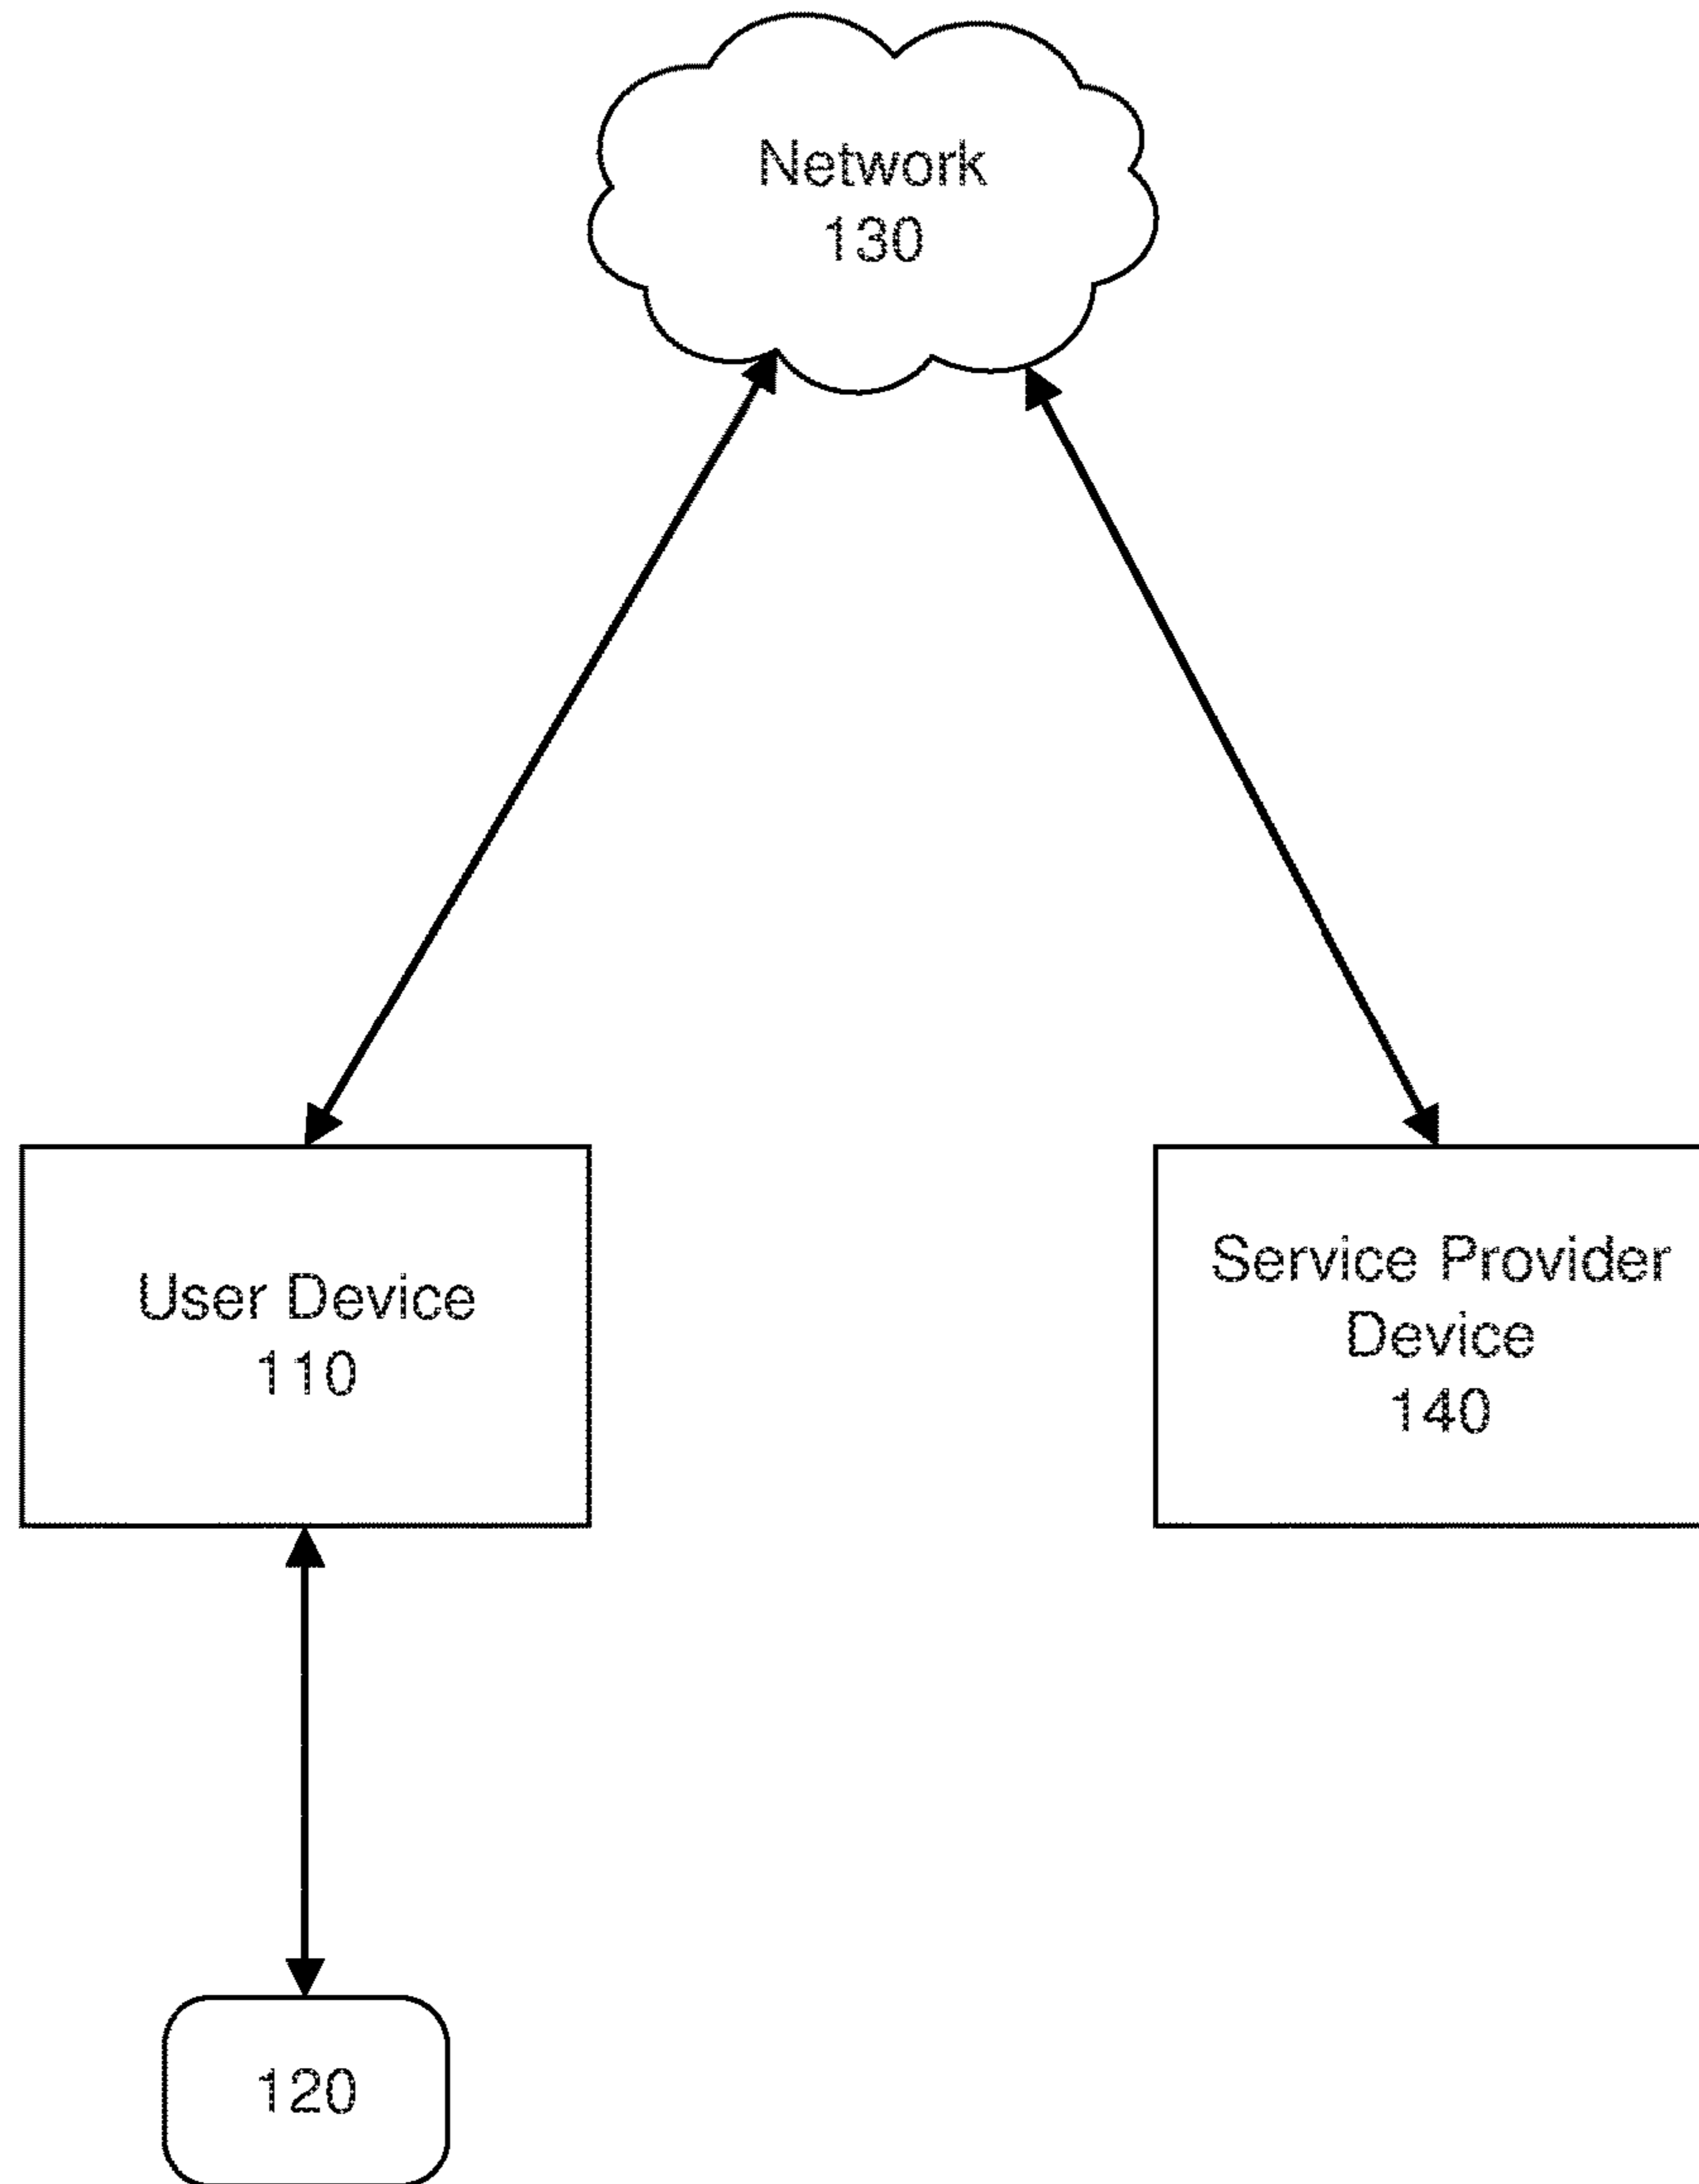 Network
130
User Device
110
Service Provider
Device
140
120